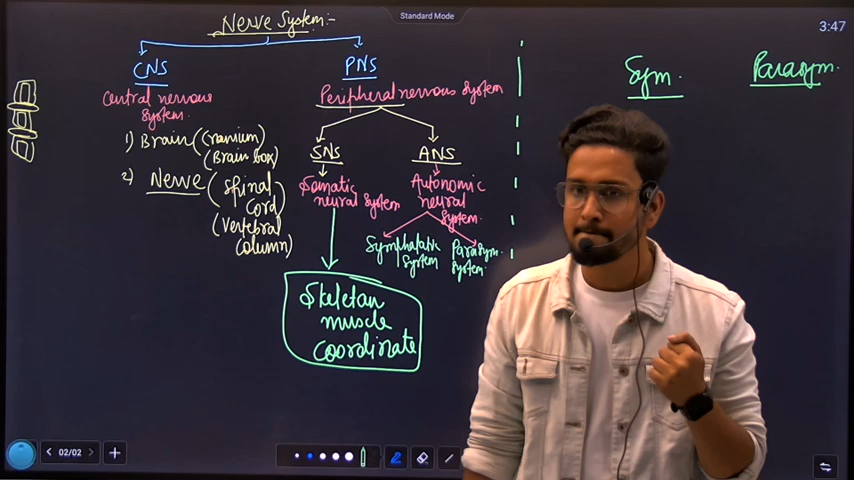 Standard Mode
3:47
Nerve System:-
CNS
PNS
Central nervous
system.
Peripheral nervous system
1) Brain (Cranium)
(Brain box)
2) Nerve (Spinal
Cord)
(Vertebral
Column)
SNS
ANS
Somatic
neural system
Autonomic
neural
system.
Symphatatic
System
Parasym.
System.
Skeletan
muscle
coordinate
Sym.
Parasym.
02/02